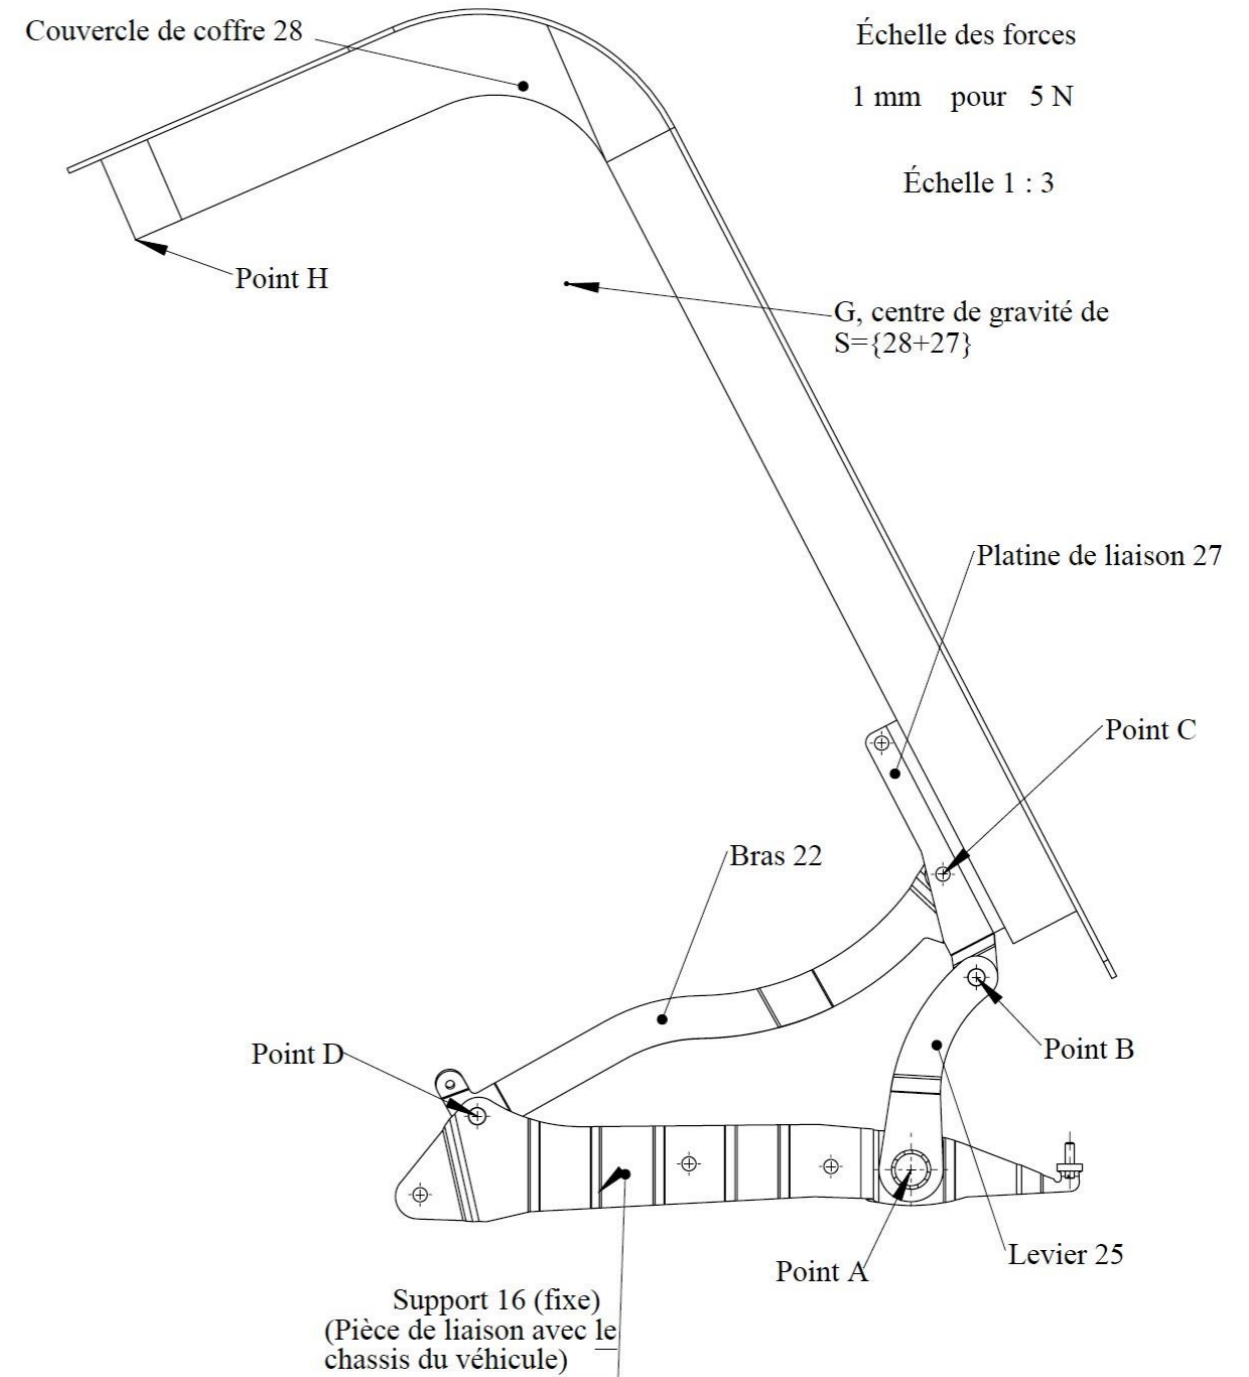 Couvercle de coffre 28
Échelle des forces
1 mm pour 5 N
Échelle 1 : 3
Point H
G, centre de gravité de
S={28+27}
Platine de liaison 27
Point C
Bras 22
Point D
Point B
Point A
Levier 25
Support 16 (fixe)
(Pièce de liaison avec le
chassis du véhicule)